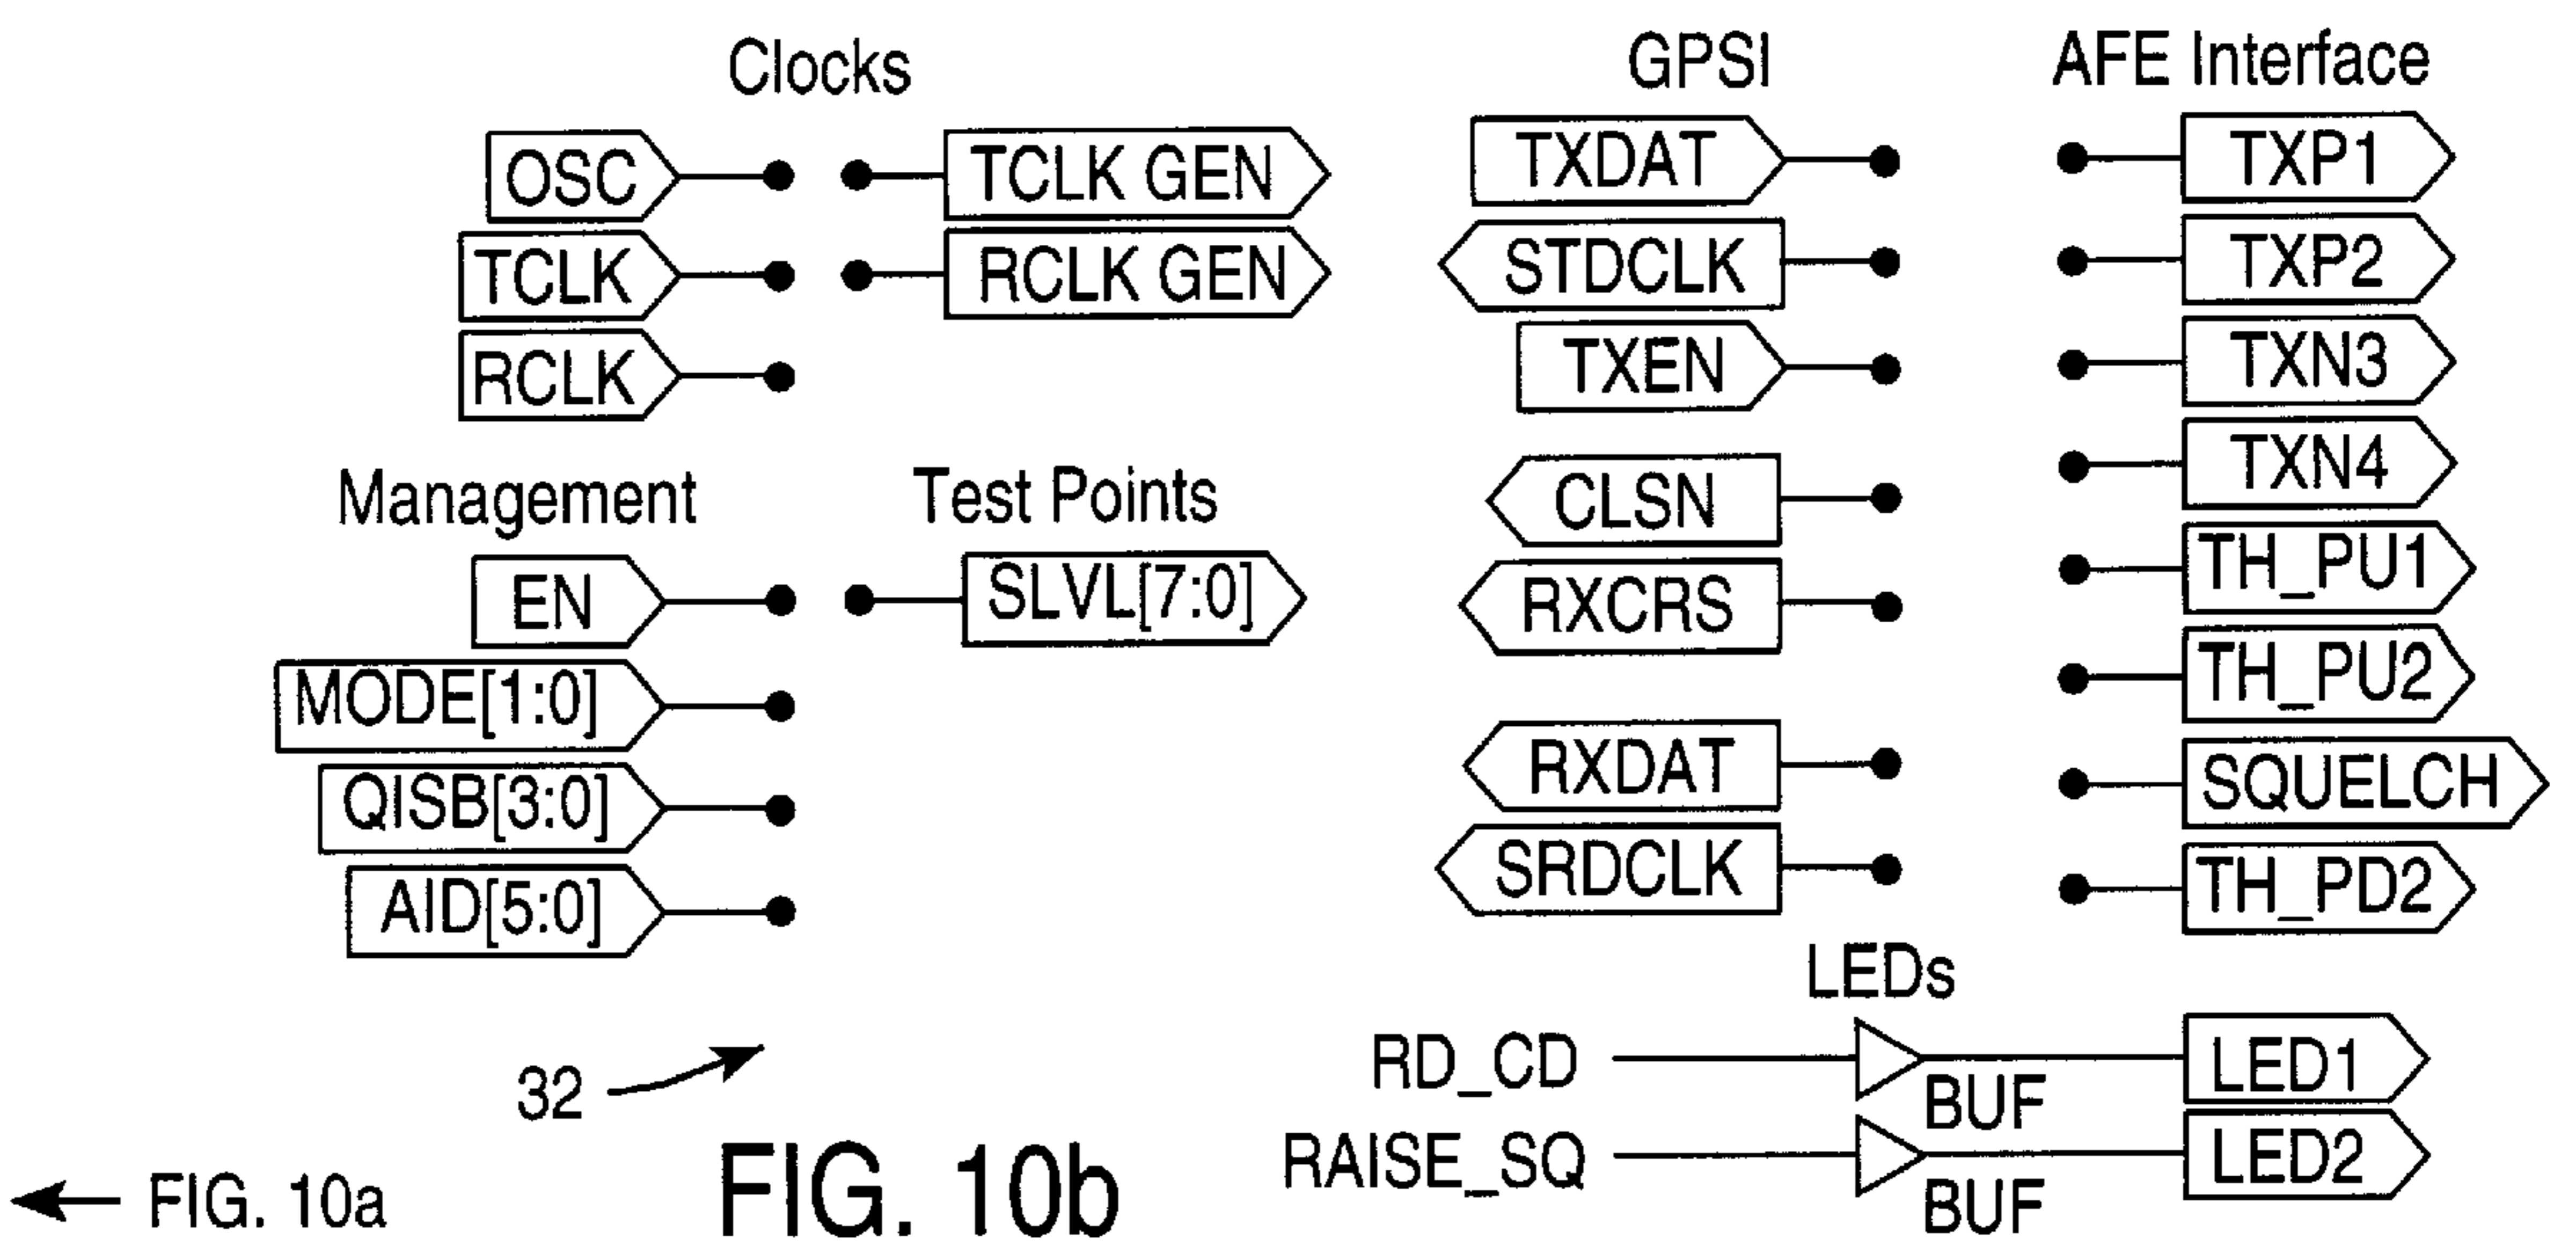 Clocks
OSC
TCLK GEN
TCLK
RCLK GEN
RCLK
Management
Test Points
EN
SLVL[7:0]
MODE[1:0]
QISB[3:0]
AID[5:0]
GPSI
TXDAT
STDCLK
TXEN
CLSN
RXCRS
RXDAT
SRDCLK
AFE Interface
TXP1
TXP2
TXN3
TXN4
TH_PU1
TH_PU2
SQUELCH
TH_PD2
LEDs
RD_CD
BUF
LED1
RAISE_SQ
BUF
LED2
32
FIG. 10a
FIG. 10b